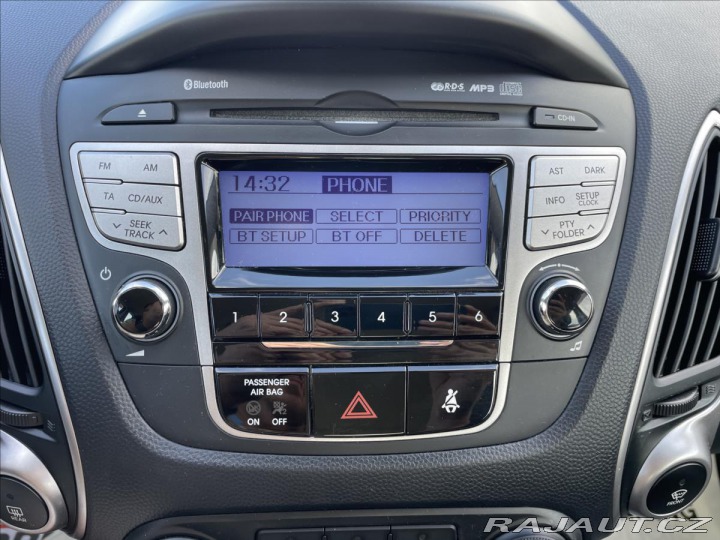 Bluetooth
R·D·S MP3
CD-IN
FM AM
TA CD/AUX
SEEK
TRACK
AST DARK
INFO SETUP
CLOCK
PTY
FOLDER
14:32 PHONE
PAIR PHONE SELECT PRIORITY
BT SETUP BT OFF DELETE
1 2 3 4 5 6
PASSENGER
AIR BAG
ON OFF
REAR
FRONT
RAJAUT.CZ